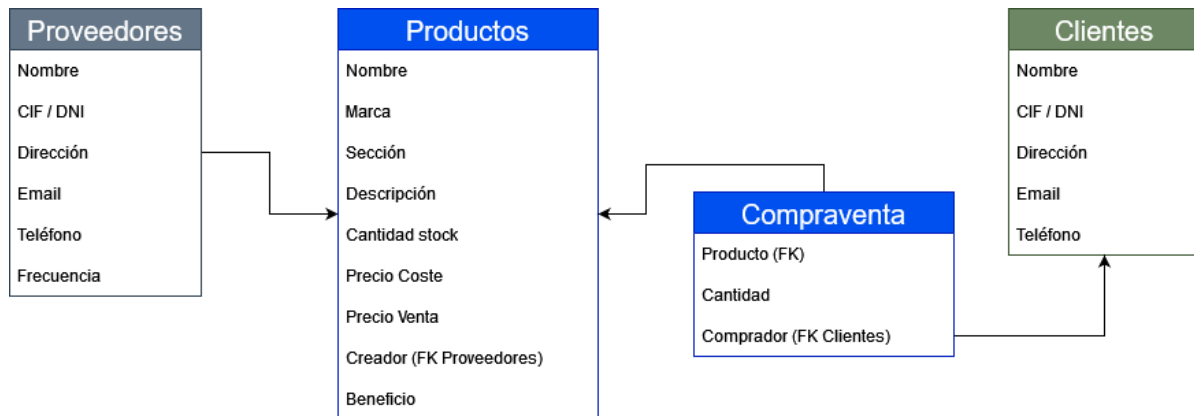 Proveedores
Nombre
CIF / DNI
Dirección
Email
Teléfono
Frecuencia
Productos
Nombre
Marca
Sección
Descripción
Cantidad stock
Precio Coste
Precio Venta
Creador (FK Proveedores)
Beneficio
Compraventa
Producto (FK)
Cantidad
Comprador (FK Clientes)
Clientes
Nombre
CIF / DNI
Dirección
Email
Teléfono